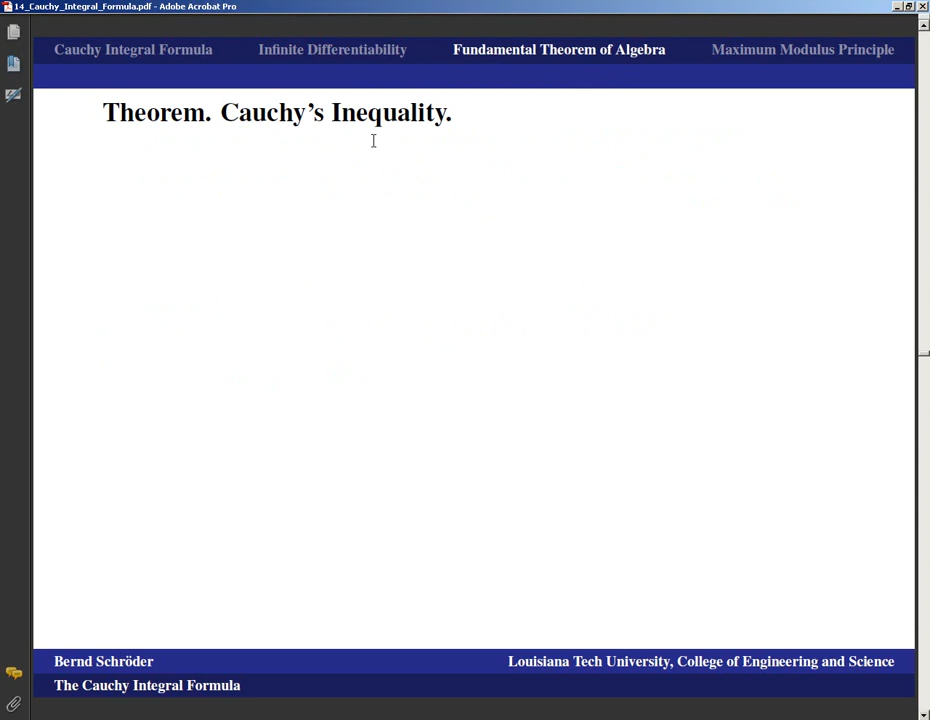 14_Cauchy_Integral_Formula.pdf - Adobe Acrobat Pro
Cauchy Integral Formula Infinite Differentiability Fundamental Theorem of Algebra Maximum Modulus Principle
Theorem. Cauchy’s Inequality.
Bernd Schröder Louisiana Tech University, College of Engineering and Science
The Cauchy Integral Formula